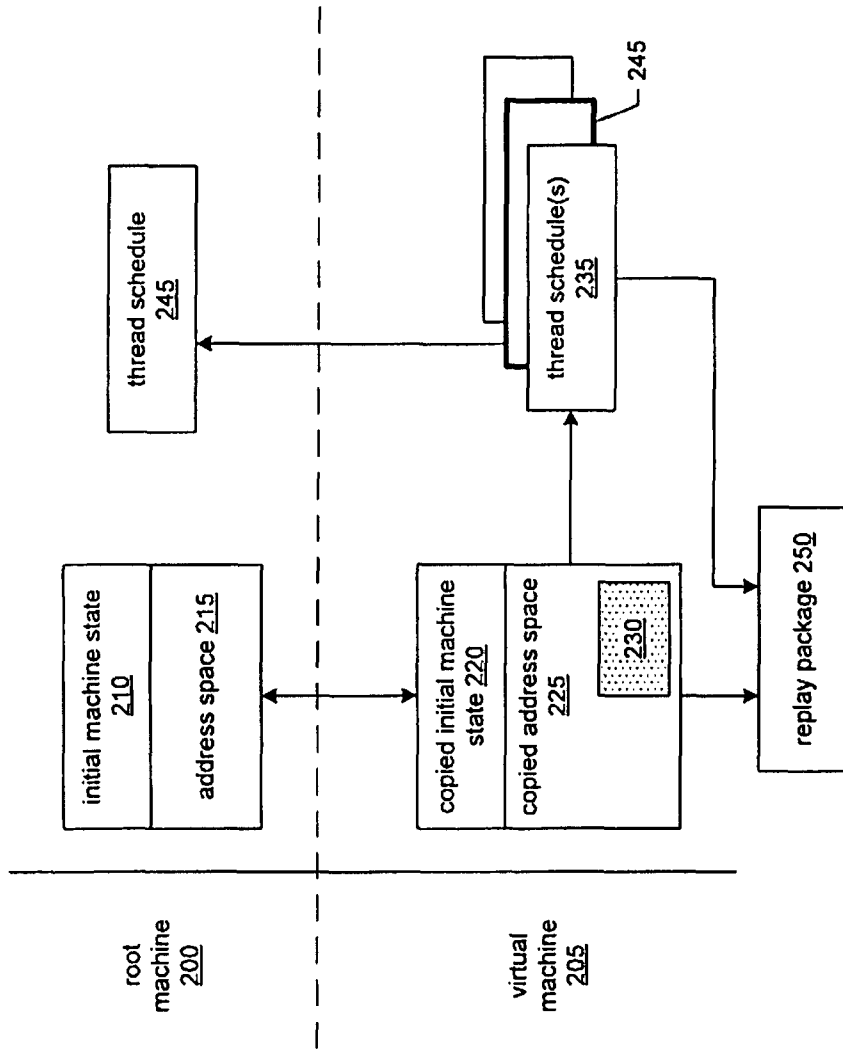 root
machine
200
initial machine state
210
address space 215
thread schedule
245
virtual
machine
205
copied initial machine
state 220
copied address space
225
230
thread schedule(s)
235
245
replay package 250